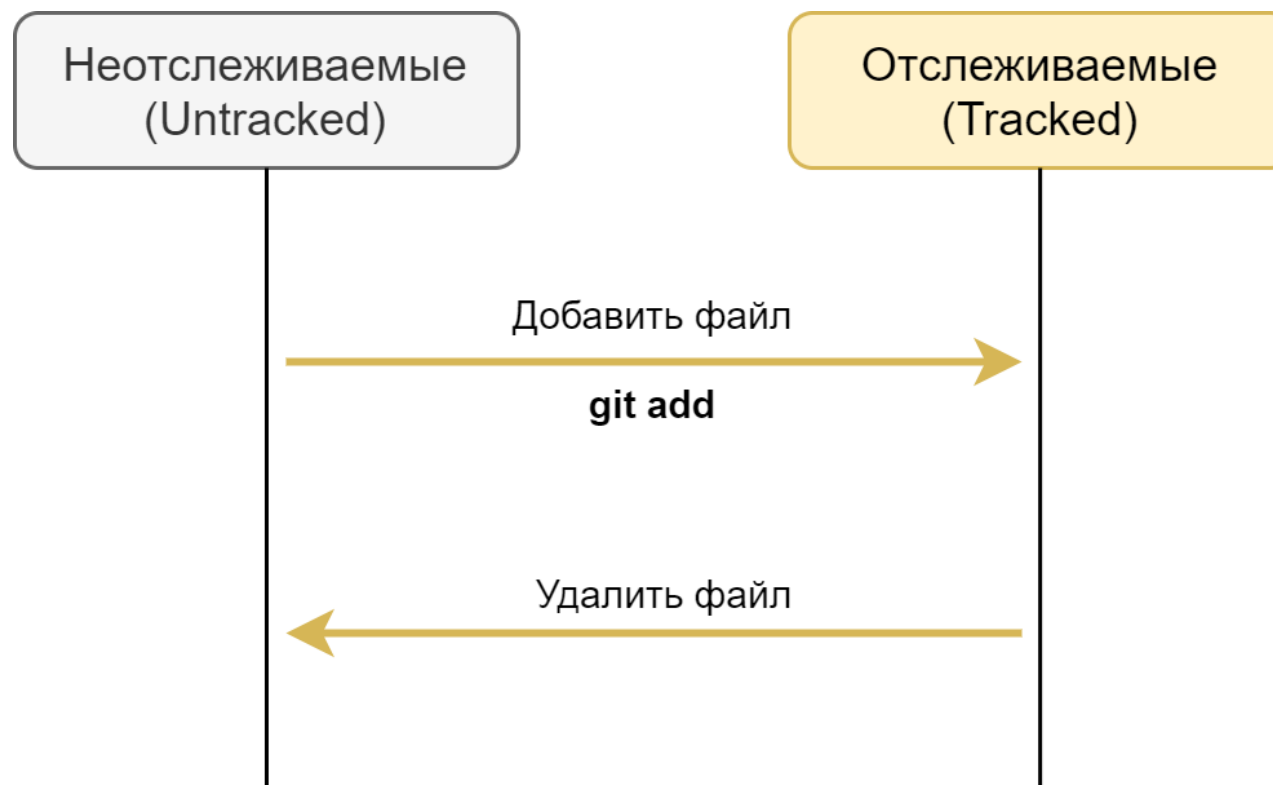 Неотслеживаемые
(Untracked)
Отслеживаемые
(Tracked)
Добавить файл
git add
Удалить файл